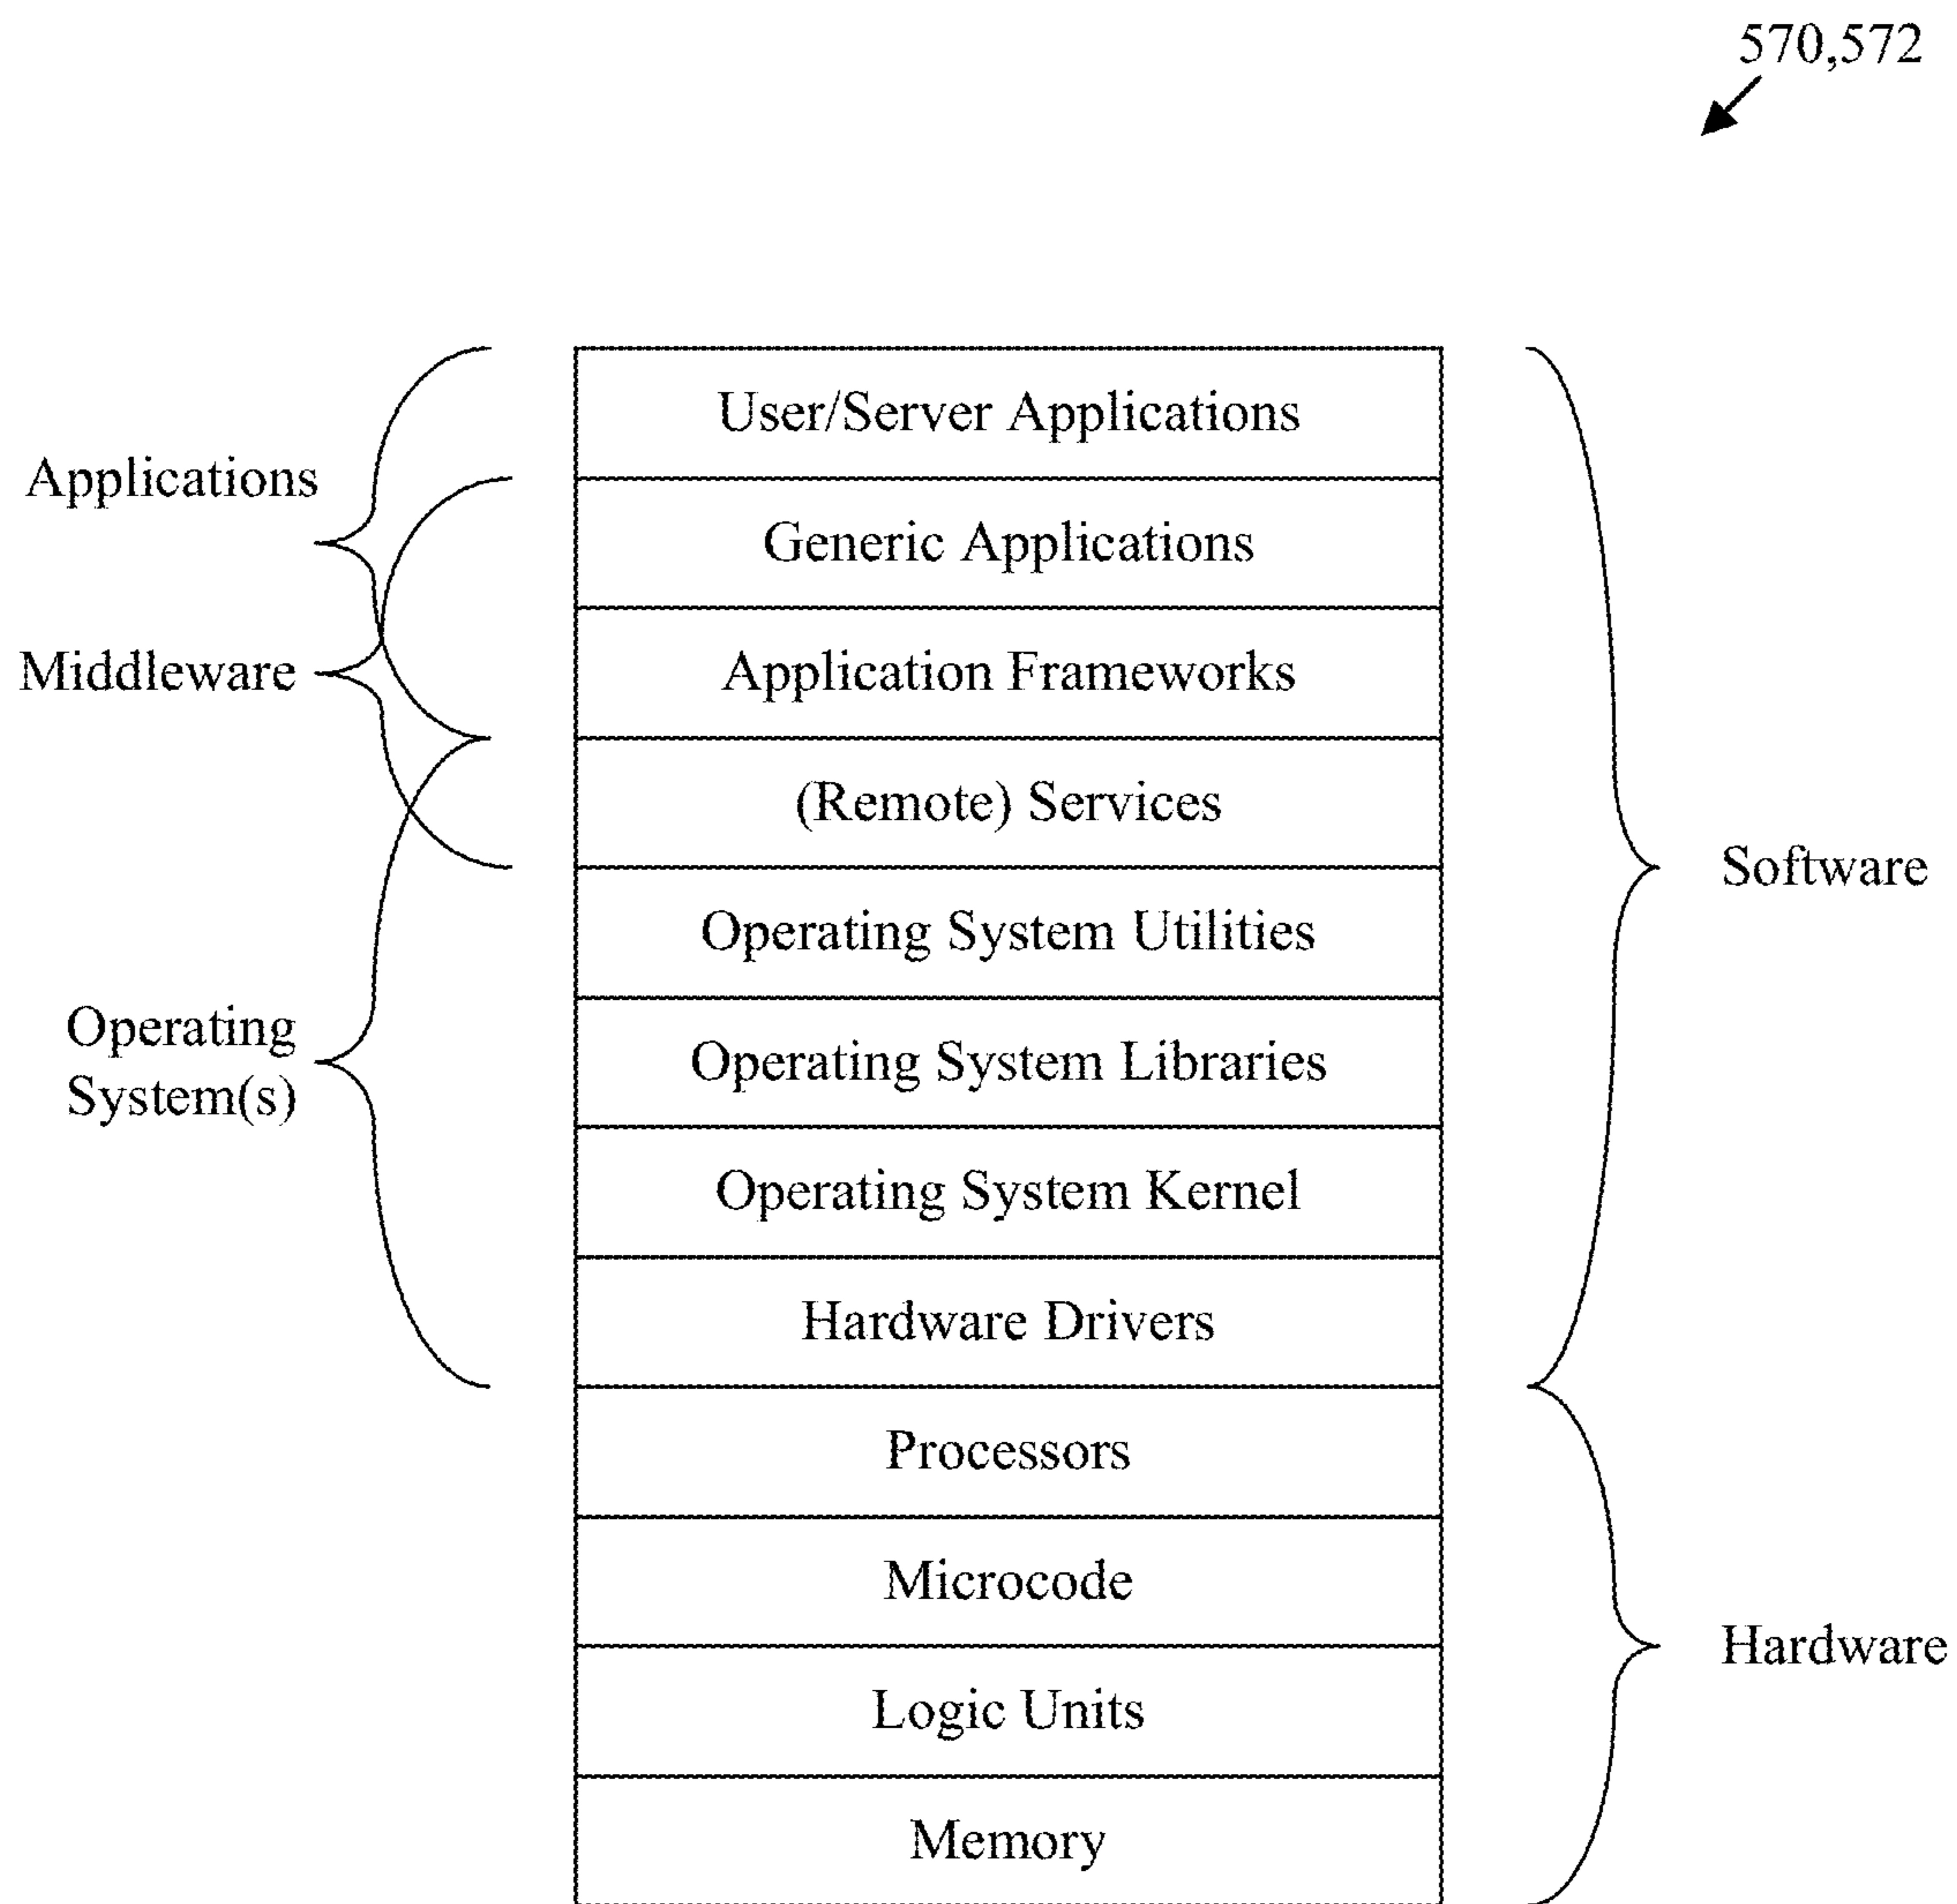 570,572
User/Server Applications
Applications
Generic Applications
Middleware
Application Frameworks
(Remote) Services
Software
Operating System Utilities
Operating
System(s)
Operating System Libraries
Operating System Kernel
Hardware Drivers
Processors
Microcode
Hardware
Logic Units
Memory